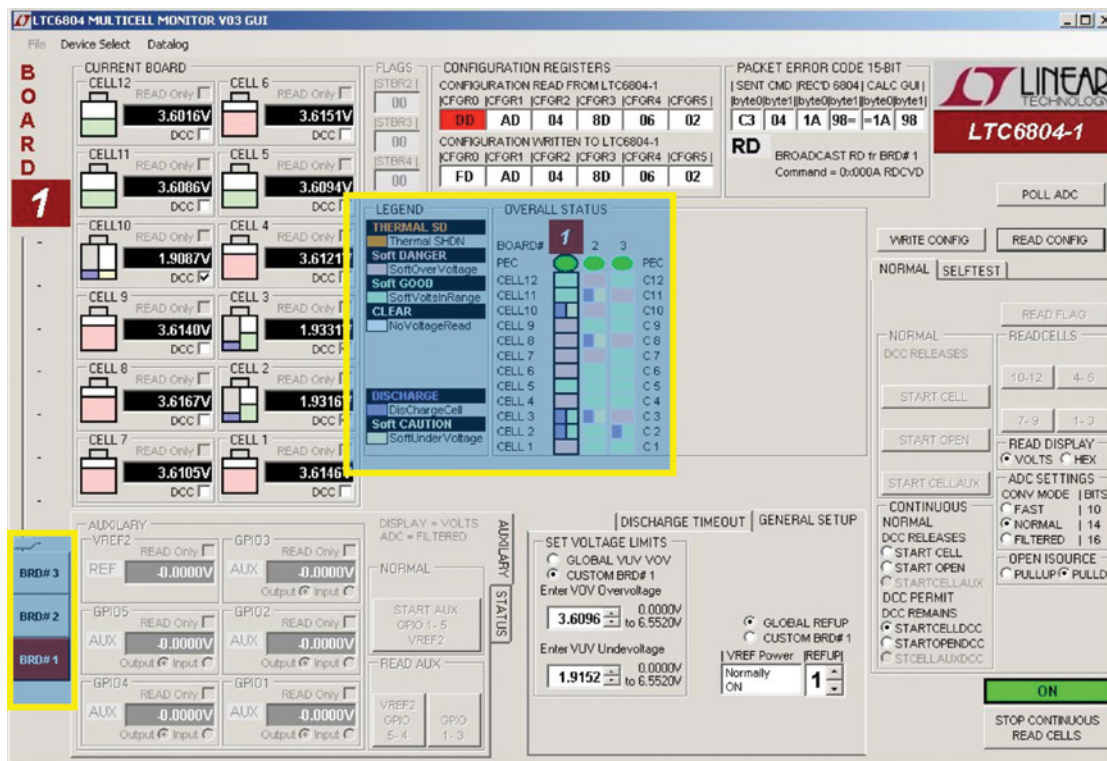 LTC6804 MULTICELL MONITOR V03 GUI
File Device Select Datalog
BOARD
1
CURRENT BOARD
CELL12
READ Only
3.6016V
DCC
CELL 6
READ Only
3.6151V
DCC
CELL11
READ Only
3.6086V
DCC
CELL 5
READ Only
3.6094V
DCC
CELL10
READ Only
1.9087V
DCC
CELL 4
READ Only
3.6121V
DCC
CELL 9
READ Only
3.6140V
DCC
CELL 3
READ Only
1.9331V
DCC
CELL 8
READ Only
3.6167V
DCC
CELL 2
READ Only
1.9316V
DCC
CELL 7
READ Only
3.6105V
DCC
CELL 1
READ Only
3.6146V
DCC
FLAGS
|STBR2|
00
|STBR3|
00
|STBR4|
00
CONFIGURATION REGISTERS
CONFIGURATION READ FROM LTC6804-1
|CFGR0 |CFGR1 |CFGR2 |CFGR3 |CFGR4 |CFGR5|
DD AD 04 8D 06 02
CONFIGURATION WRITTEN TO LTC6804-1
|CFGR0 |CFGR1 |CFGR2 |CFGR3 |CFGR4 |CFGR5|
FD AD 04 8D 06 02
PACKET ERROR CODE 15-BIT
|SENT CMD |REC'D 6804 | CALC GUI|
|byte0|byte1||byte0|byte1||byte0|byte1|
C3 04 1A 98= =1A 98
RD
BROADCAST RD fr BRD# 1
Command = 0x000A RDCVD
LINEAR
TECHNOLOGY
LTC6804-1
LEGEND
THERMAL SD
Thermal SHDN
Soft DANGER
SoftOverVoltage
Soft GOOD
SoftVoltsInRange
CLEAR
NoVoltageRead
DISCHARGE
DisChargeCell
Soft CAUTION
SoftUnderVoltage
OVERALL STATUS
BOARD# 1 2 3
PEC PEC
CELL12 C12
CELL11 C11
CELL10 C10
CELL 9 C 9
CELL 8 C 8
CELL 7 C 7
CELL 6 C 6
CELL 5 C 5
CELL 4 C 4
CELL 3 C 3
CELL 2 C 2
CELL 1 C 1
POLL ADC
WRITE CONFIG READ CONFIG
NORMAL SELFTEST
READ FLAG
NORMAL
DCC RELEASES
START CELL
START OPEN
START CELLAUX
READCELLS
10-12 4- 6
7- 9 1- 3
READ DISPLAY
VOLTS HEX
ADC SETTINGS
CONV MODE | BITS
FAST | 10
NORMAL | 14
FILTERED | 16
OPEN ISOURCE
PULLUP PULLD
CONTINUOUS
NORMAL
DCC RELEASES
START CELL
START OPEN
STARTCELLAUX
DCC PERMIT
DCC REMAINS
STARTCELLDCC
STARTOPENDCC
STCELLAUXDCC
ON
STOP CONTINUOUS
READ CELLS
BRD# 3
BRD# 2
BRD# 1
AUXILARY
VREF2
READ Only
REF -0.0000V
GPIO3
READ Only
AUX -0.0000V
Output Input
GPIO5
READ Only
AUX -0.0000V
Output Input
GPIO2
READ Only
AUX -0.0000V
Output Input
GPIO4
READ Only
AUX -0.0000V
Output Input
GPIO1
READ Only
AUX -0.0000V
Output Input
DISPLAY = VOLTS
ADC = FILTERED
NORMAL
START AUX
GPIO 1- 5
VREF2
READ AUX
VREF2
GPIO
5- 4
GPIO
1- 3
AUXILARY
STATUS
DISCHARGE TIMEOUT GENERAL SETUP
SET VOLTAGE LIMITS
GLOBAL VUV VOV
CUSTOM BRD# 1
Enter VOV Overvoltage
3.6096 0.0000V
to 6.5520V
Enter VUV Undevoltage
1.9152 0.0000V
to 6.5520V
GLOBAL REFUP
CUSTOM BRD# 1
| VREF Power |REFUP|
Normally
ON
1